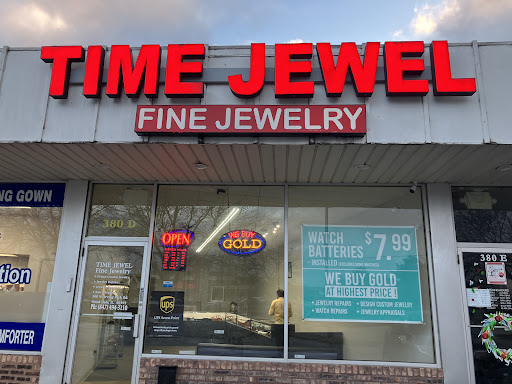 TIME JEWEL
FINE JEWELRY
NG GOWN
tion
MFORTER
380 D
TIME JEWEL
Fine Jewelry
OPEN
WE BUY
GOLD
ups
WATCH
BATTERIES
$7.99
INSTALLED
WE BUY GOLD
AT HIGHEST PRICE!
• JEWELRY REPAIRS
• DESIGN CUSTOM JEWELRY
• WATCH REPAIRS
• JEWELRY APPRAISALS
380 E